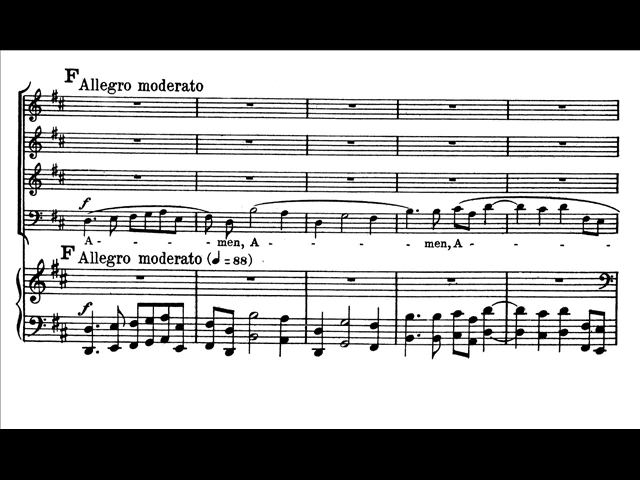 F Allegro moderato
f
A - - - - men, A - - - - men, A - - - -
F Allegro moderato (♩=88)
f